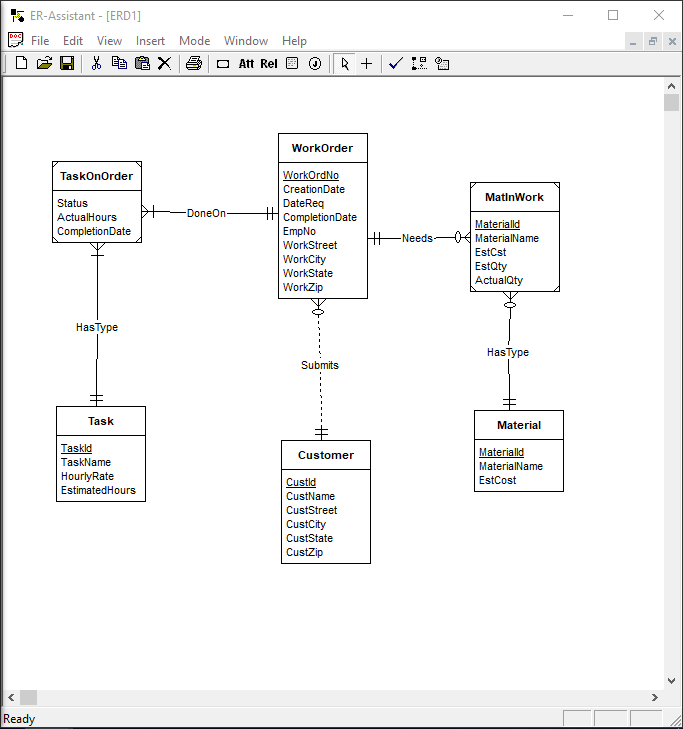 ER-Assistant - [ERD1]
DOC File Edit View Insert Mode Window Help
Att Rel J
TaskOnOrder
Status
ActualHours
CompletionDate
DoneOn
WorkOrder
WorkOrdNo
CreationDate
DateReq
CompletionDate
EmpNo
WorkStreet
WorkCity
WorkState
WorkZip
Needs
MatInWork
MaterialId
MaterialName
EstCst
EstQty
ActualQty
HasType
Submits
HasType
Task
TaskId
TaskName
HourlyRate
EstimatedHours
Customer
CustId
CustName
CustStreet
CustCity
CustState
CustZip
Material
MaterialId
MaterialName
EstCost
Ready